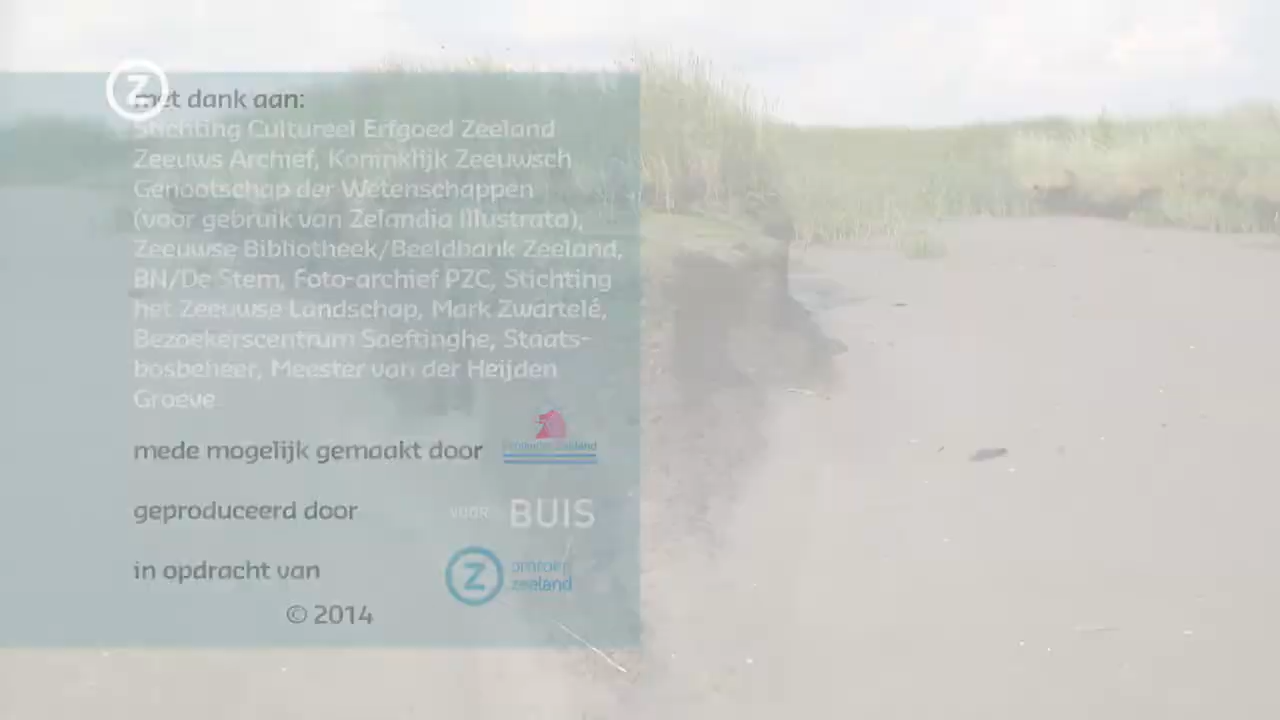 Z
met dank aan:
Stichting Cultureel Erfgoed Zeeland
Zeeuws Archief, Koninklijk Zeeuwsch
Genootschap der Wetenschappen
(voor gebruik van Zelandia Illustrata),
Zeeuwse Bibliotheek/Beeldbank Zeeland,
BN/De Stem, Foto-archief PZC, Stichting
het Zeeuwse Landschap, Mark Zwartelé,
Bezoekerscentrum Saeftinghe, Staats-
bosbeheer, Meester van der Heijden
Groeve.
mede mogelijk gemaakt door
Provincie Zeeland
geproduceerd door VOOR BUIS
in opdracht van Z omroep
zeeland
© 2014